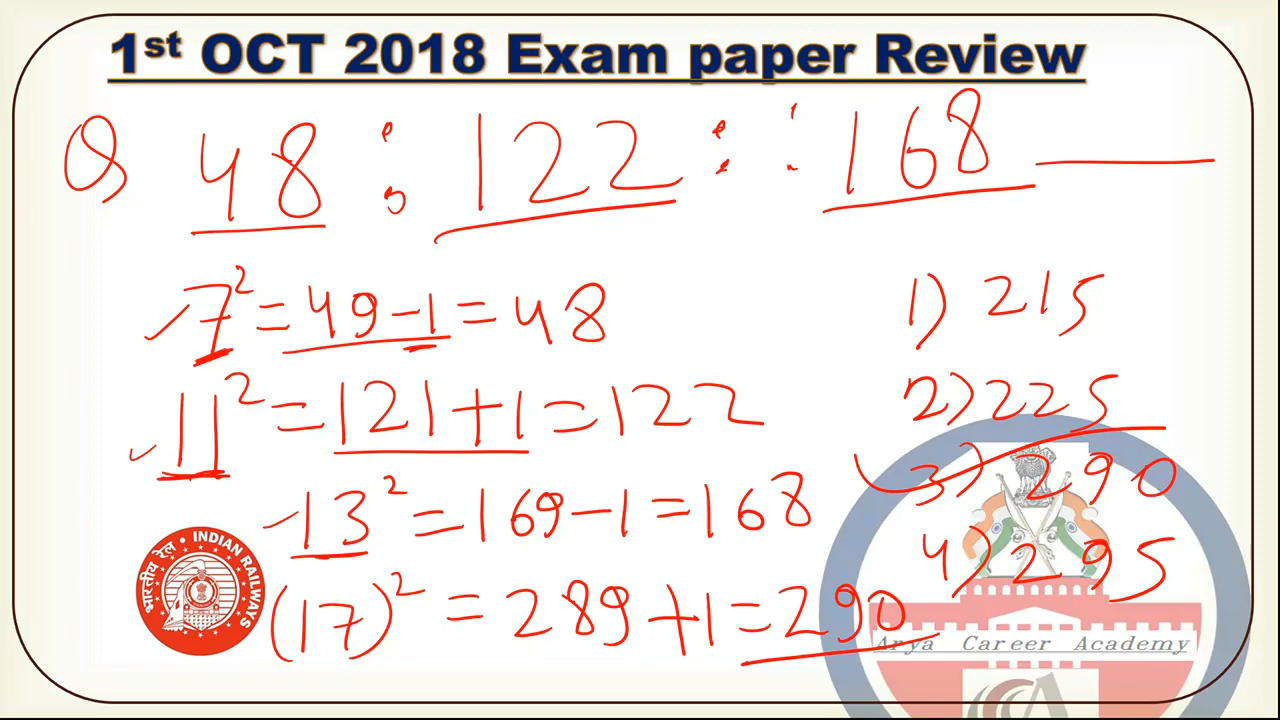 1st OCT 2018 Exam paper Review
Q 48 : 122 : : 168 ______
7² = 49 - 1 = 48
11² = 121 + 1 = 122
13² = 169 - 1 = 168
(17)² = 289 + 1 = 290
1) 215
2) 225
3) 290
4) 295
भारतीय रेल • INDIAN RAILWAYS
Arya Career Academy